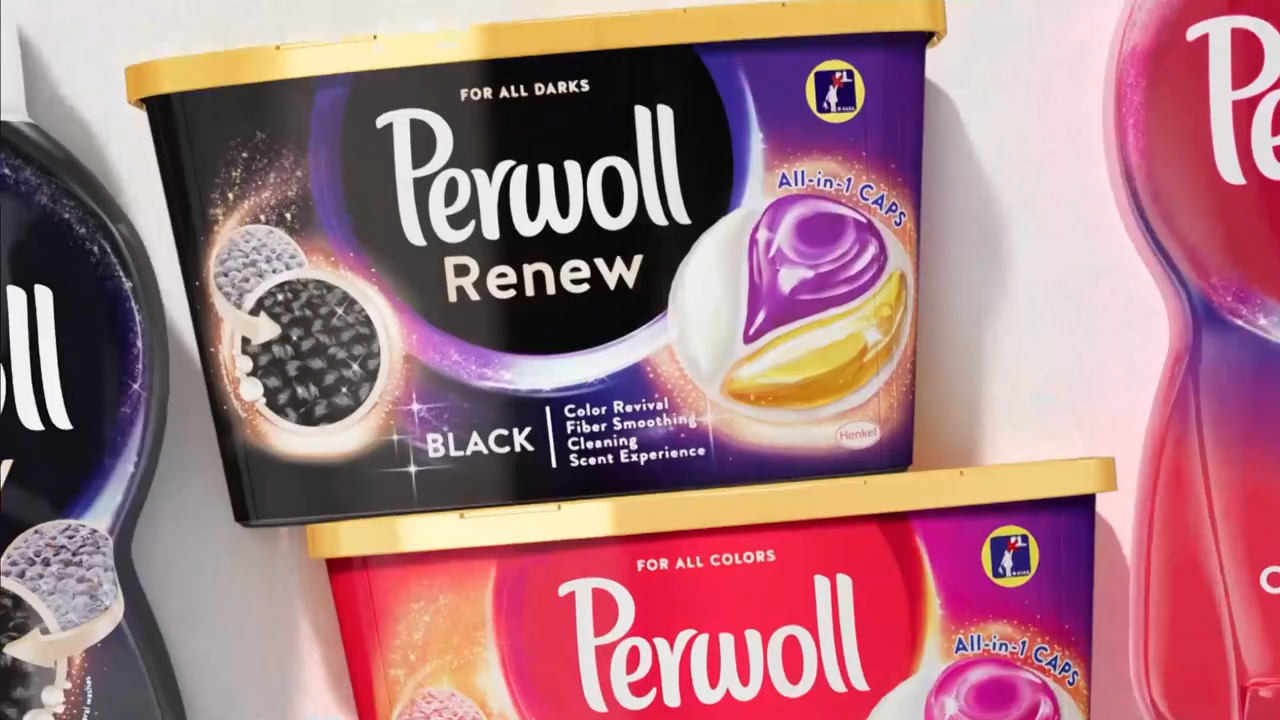 FOR ALL DARKS
Perwoll
Renew
All-in-1 CAPS
BLACK
Color Revival
Fiber Smoothing
Cleaning
Scent Experience
Henkel
FOR ALL COLORS
Perwoll
All-in-1 CAPS
oll
Pe